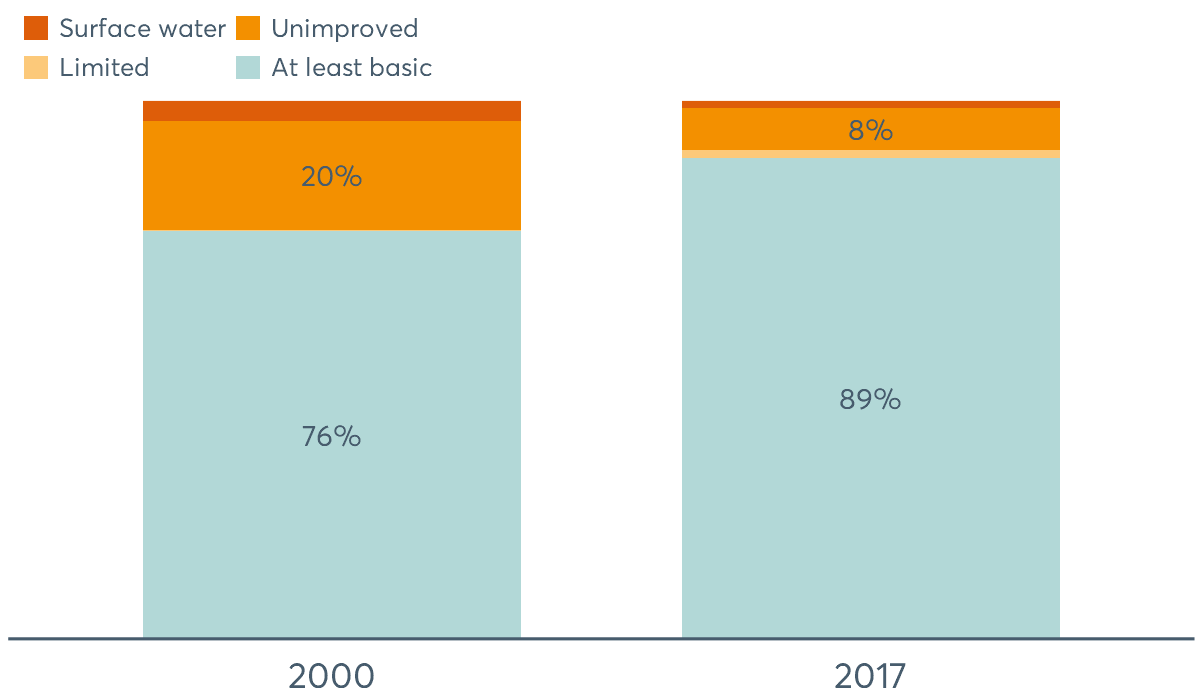 Surface water Unimproved
Limited At least basic
20%
8%
76%
89%
2000 2017